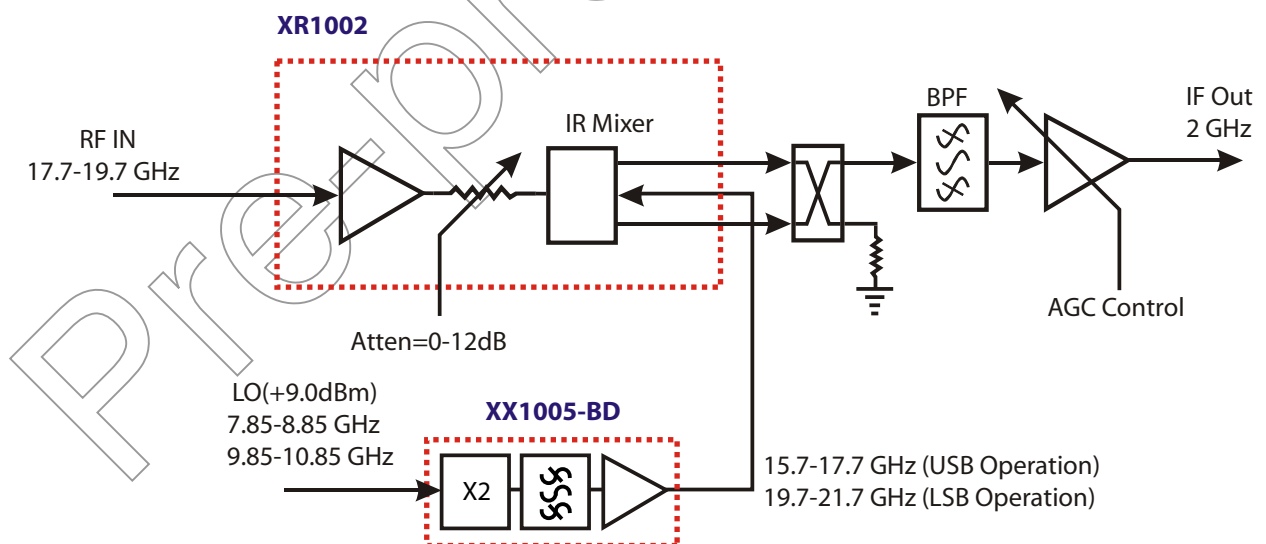 XR1002
RF IN
17.7-19.7 GHz
IR Mixer
BPF
IF Out
2 GHz
Atten=0-12dB
AGC Control
LO(+9.0dBm)
7.85-8.85 GHz
9.85-10.85 GHz
XX1005-BD
X2
15.7-17.7 GHz (USB Operation)
19.7-21.7 GHz (LSB Operation)
Prepr